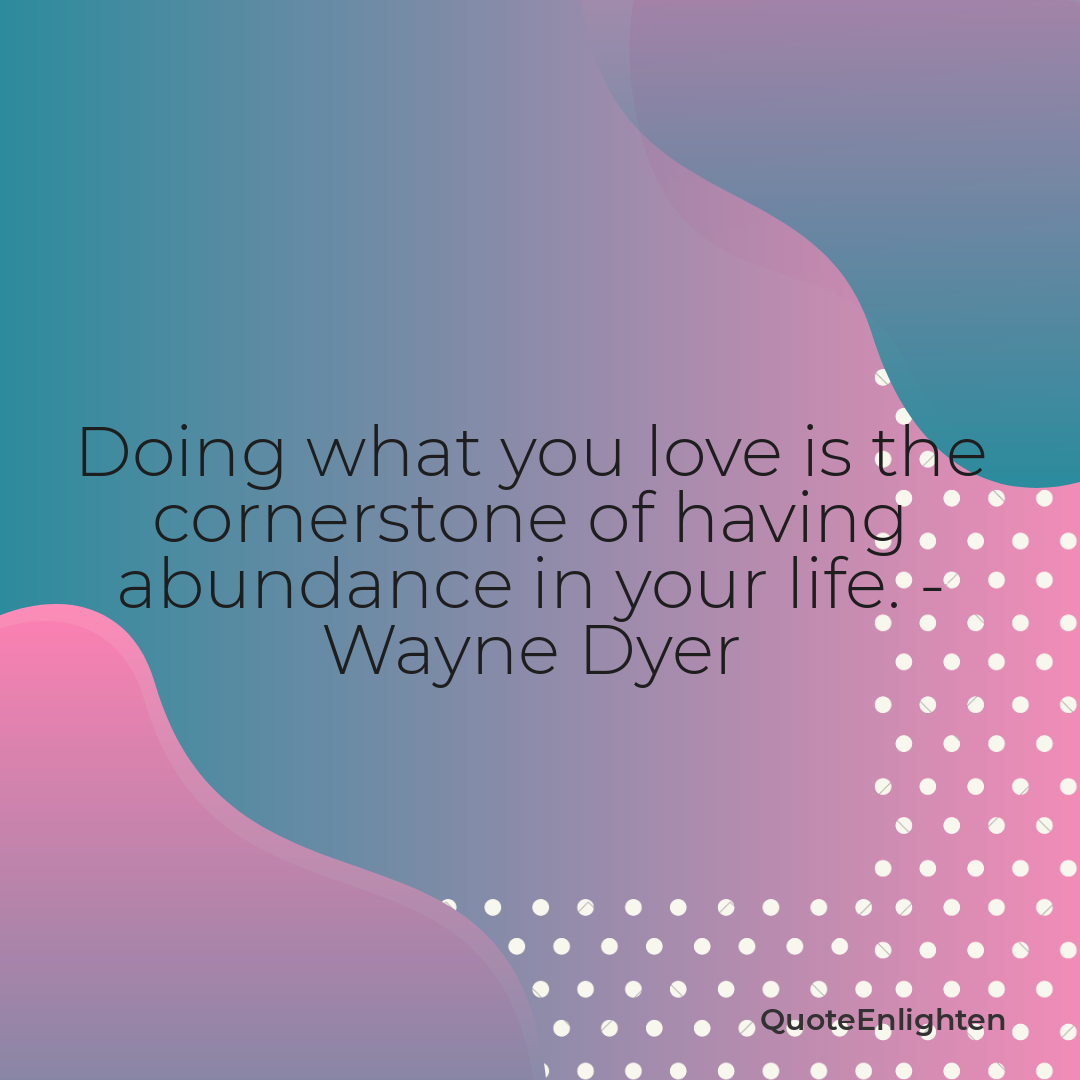 Doing what you love is the
cornerstone of having
abundance in your life. -
Wayne Dyer
QuoteEnlighten